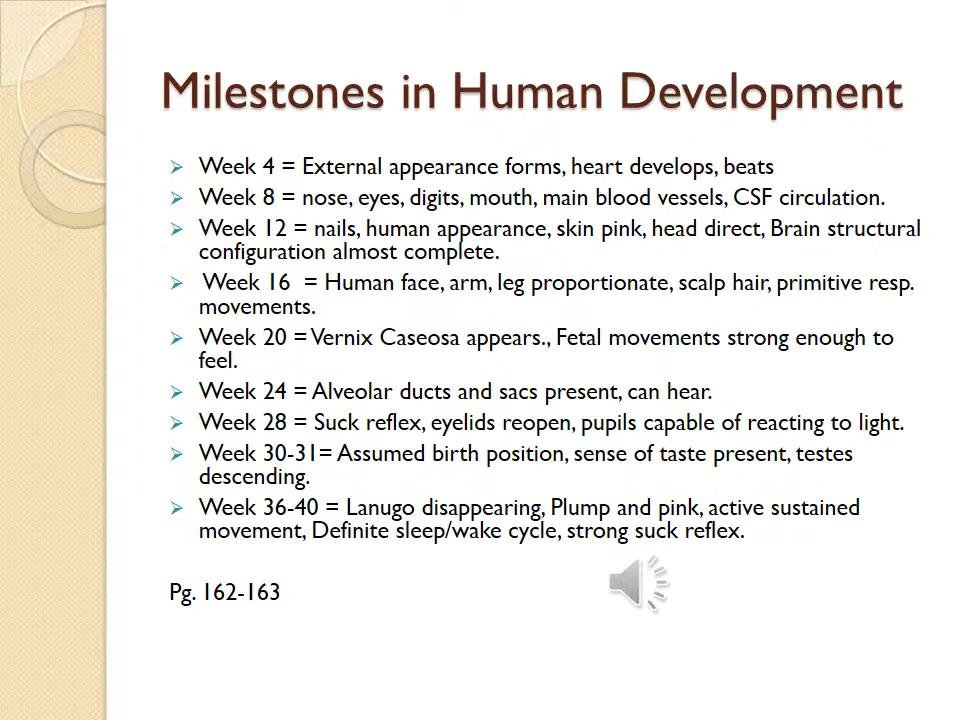 Milestones in Human Development
Week 4 = External appearance forms, heart develops, beats
Week 8 = nose, eyes, digits, mouth, main blood vessels, CSF circulation.
Week 12 = nails, human appearance, skin pink, head direct, Brain structural
configuration almost complete.
Week 16 = Human face, arm, leg proportionate, scalp hair, primitive resp.
movements.
Week 20 = Vernix Caseosa appears., Fetal movements strong enough to
feel.
Week 24 = Alveolar ducts and sacs present, can hear.
Week 28 = Suck reflex, eyelids reopen, pupils capable of reacting to light.
Week 30-31= Assumed birth position, sense of taste present, testes
descending.
Week 36-40 = Lanugo disappearing, Plump and pink, active sustained
movement, Definite sleep/wake cycle, strong suck reflex.
Pg. 162-163